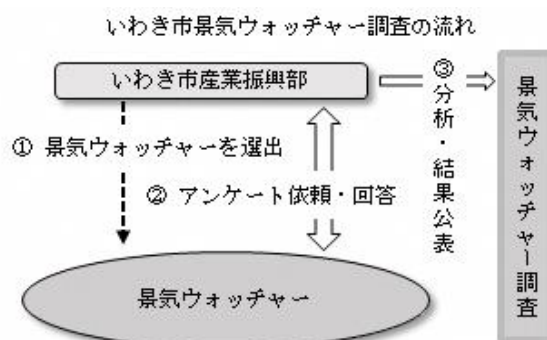 いわき市景気ウォッチャー調査の流れ
いわき市産業振興部
① 景気ウォッチャーを選出
② アンケート依頼・回答
③分析・結果公表
景気ウォッチャー
景気ウォッチャー調査